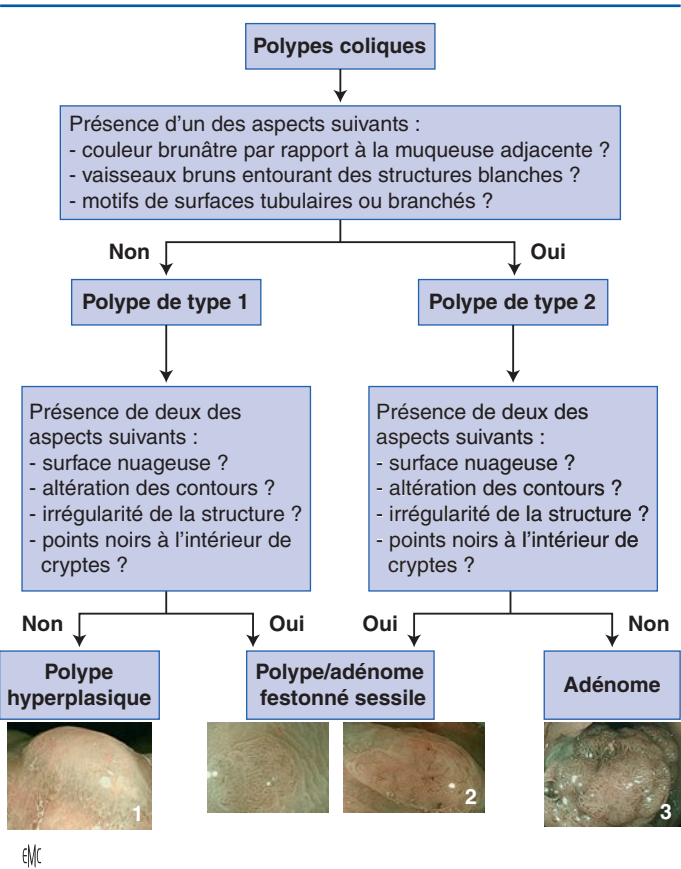 Polypes coliques
Présence d'un des aspects suivants :
- couleur brunâtre par rapport à la muqueuse adjacente ?
- vaisseaux bruns entourant des structures blanches ?
- motifs de surfaces tubulaires ou branchés ?
Non
Oui
Polype de type 1
Polype de type 2
Présence de deux des
aspects suivants :
- surface nuageuse ?
- altération des contours ?
- irrégularité de la structure ?
- points noirs à l'intérieur de
cryptes ?
Présence de deux des
aspects suivants :
- surface nuageuse ?
- altération des contours ?
- irrégularité de la structure ?
- points noirs à l'intérieur de
cryptes ?
Non
Oui
Oui
Non
Polype
hyperplasique
Polype/adénome
festonné sessile
Adénome
1
2
3
EMC